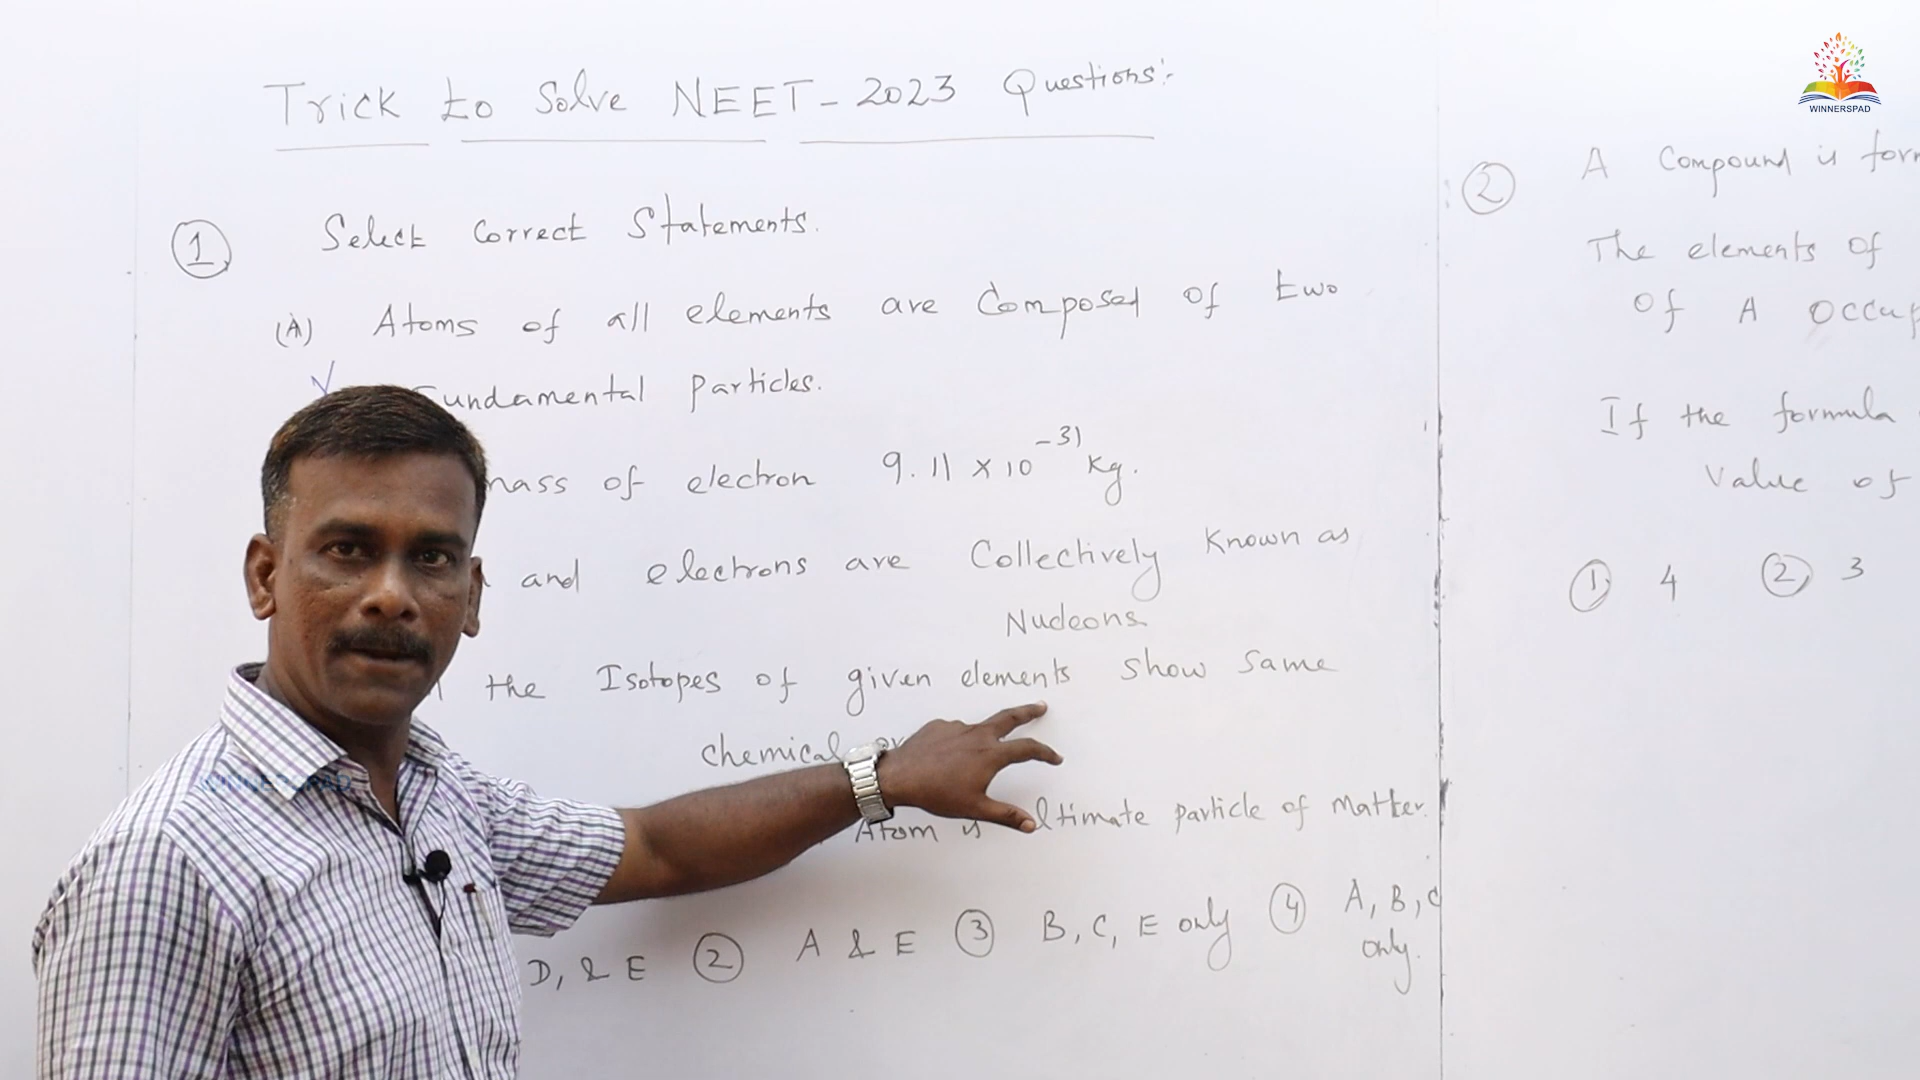 Trick to Solve NEET-2023 Questions:-
WINNERSPAD
1 Select Correct Statements.
(A) Atoms of all elements are Composed of two
Fundamental Particles.
mass of electron 9.11 x 10^-31 Kg.
and electrons are Collectively Known as
Nucleons.
the Isotopes of given elements show same
chemical
Atom is ultimate particle of Matter.
D, & E 2 A & E 3 B, C, E only 4 A, B, C
only.
2 A Compound is
The elements of
of A
If the formula
Value of
1 4 2 3
WINNERSPAD